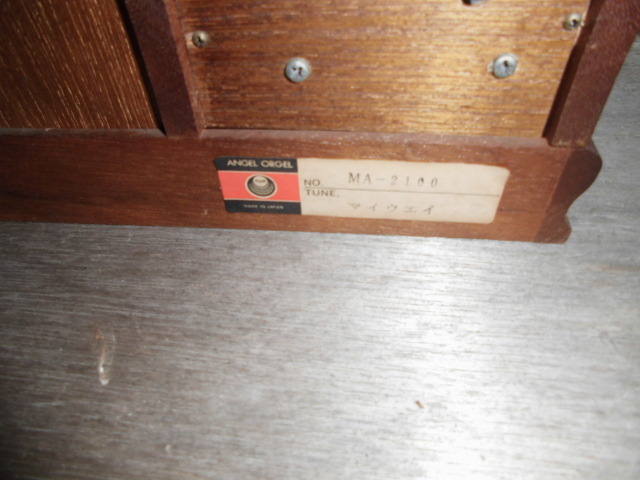 ANGEL ORGEL
NO. MA-2100
TUNE. マイウエイ
MADE IN JAPAN